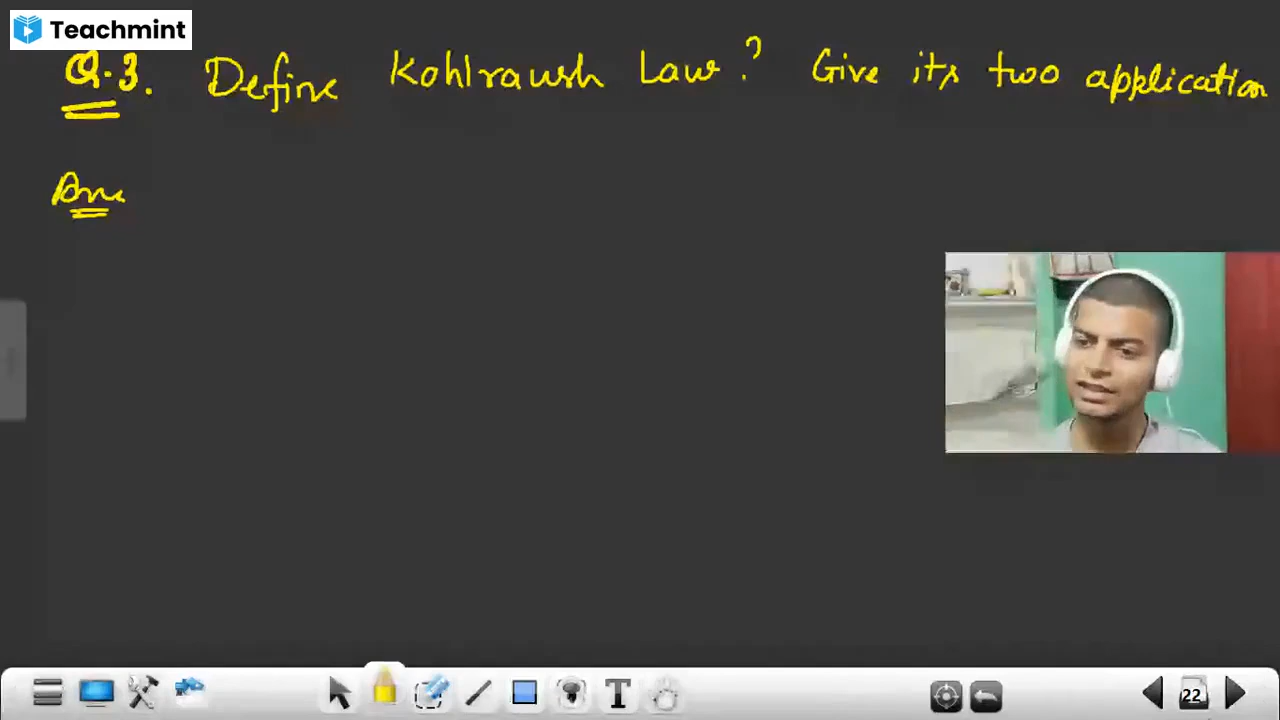 Teachmint
Q.3. Define Kohlraush Law? Give its two application
Ans
22